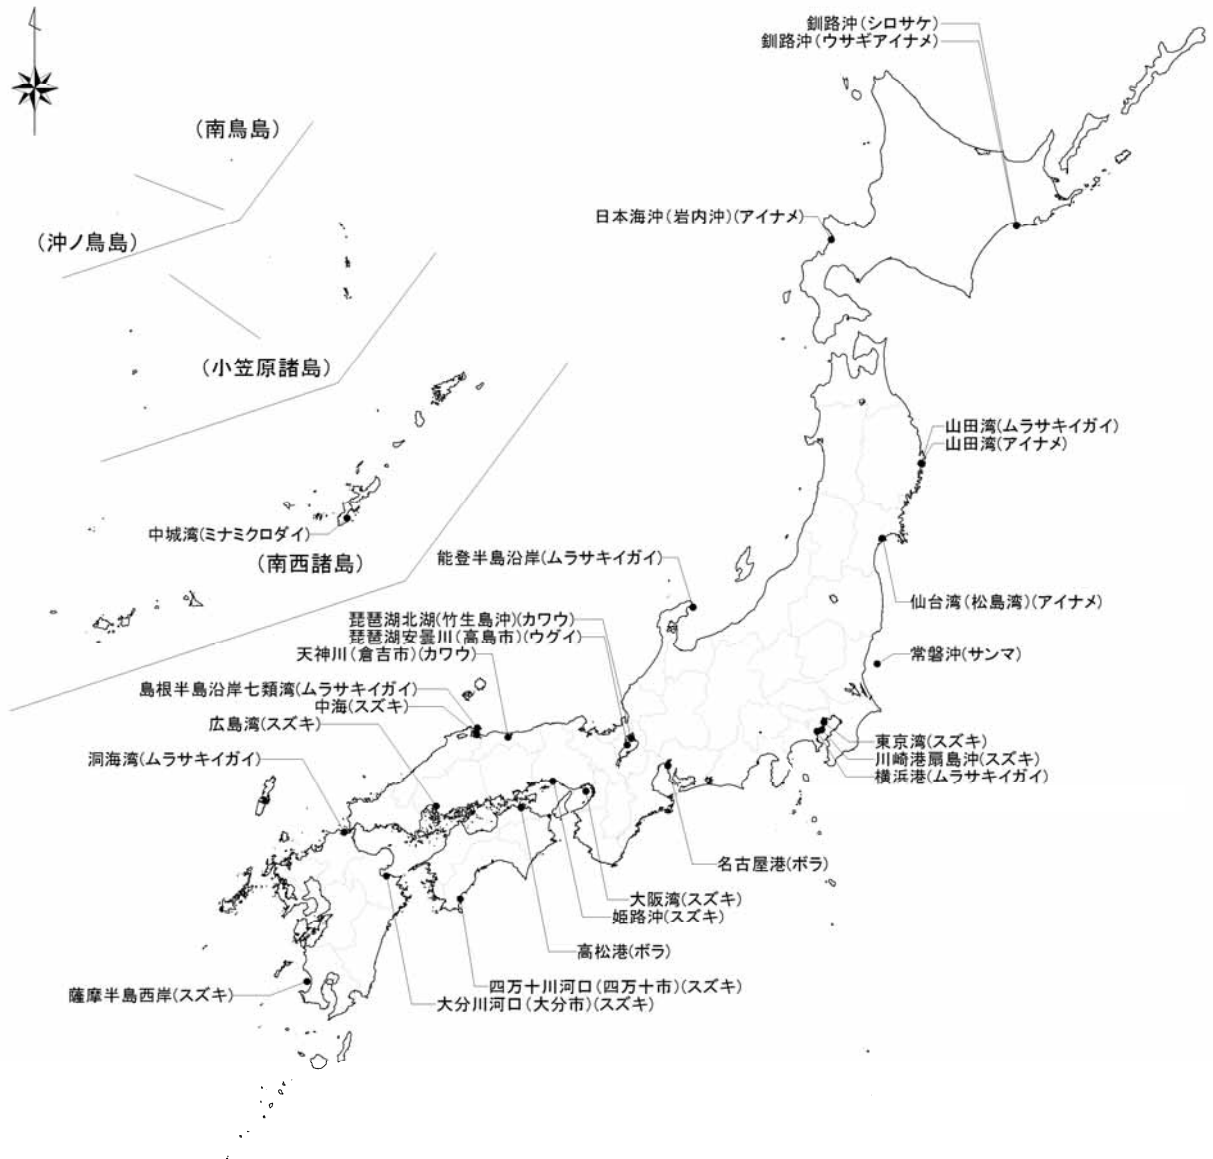 釧路沖(シロサケ)
釧路沖(ウサギアイナメ)
(南鳥島)
日本海沖(岩内沖)(アイナメ)
(沖ノ鳥島)
(小笠原諸島)
山田湾(ムラサキイガイ)
山田湾(アイナメ)
中城湾(ミナミクロダイ)
(南西諸島)
能登半島沿岸(ムラサキイガイ)
仙台湾(松島湾)(アイナメ)
琵琶湖北湖(竹生島沖)(カワウ)
琵琶湖安曇川(高島市)(ウグイ)
天神川(倉吉市)(カワウ)
常磐沖(サンマ)
島根半島沿岸七類湾(ムラサキイガイ)
中海(スズキ)
広島湾(スズキ)
洞海湾(ムラサキイガイ)
東京湾(スズキ)
川崎港扇島沖(スズキ)
横浜港(ムラサキイガイ)
名古屋港(ボラ)
大阪湾(スズキ)
姫路沖(スズキ)
高松港(ボラ)
四万十川河口(四万十市)(スズキ)
薩摩半島西岸(スズキ)
大分川河口(大分市)(スズキ)